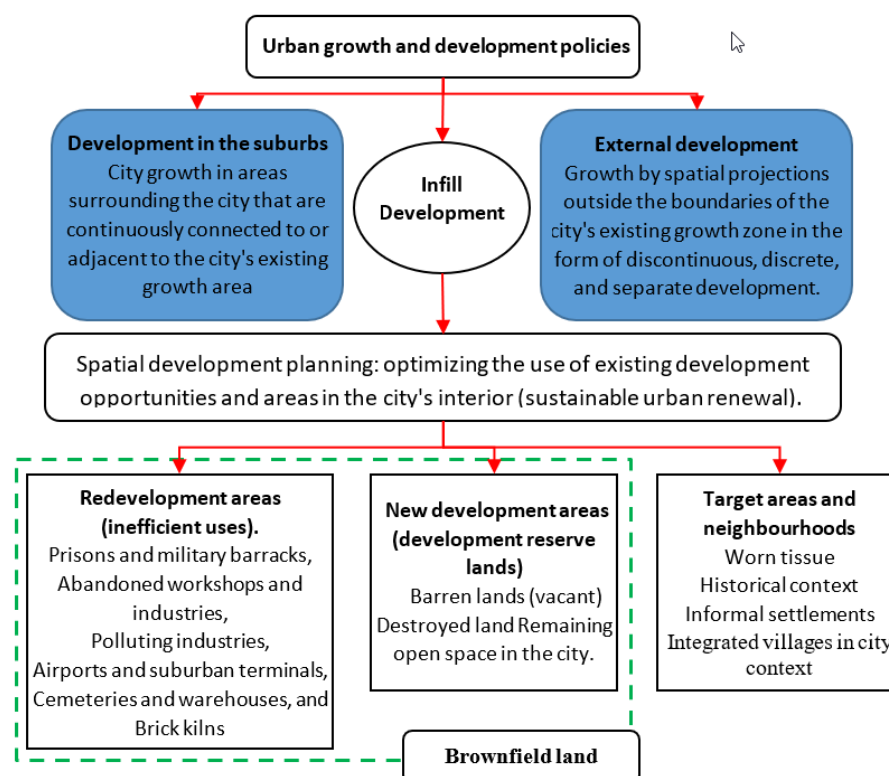 Urban growth and development policies
Development in the suburbs
City growth in areas
surrounding the city that are
continuously connected to or
adjacent to the city's existing
growth area
Infill
Development
External development
Growth by spatial projections
outside the boundaries of the
city's existing growth zone in the
form of discontinuous, discrete,
and separate development.
Spatial development planning: optimizing the use of existing development
opportunities and areas in the city's interior (sustainable urban renewal).
Redevelopment areas
(inefficient uses).
Prisons and military barracks,
Abandoned workshops and
industries,
Polluting industries,
Airports and suburban terminals,
Cemeteries and warehouses, and
Brick kilns
New development areas
(development reserve
lands)
Barren lands (vacant)
Destroyed land Remaining
open space in the city.
Target areas and
neighbourhoods
Worn tissue
Historical context
Informal settlements
Integrated villages in city
context
Brownfield land